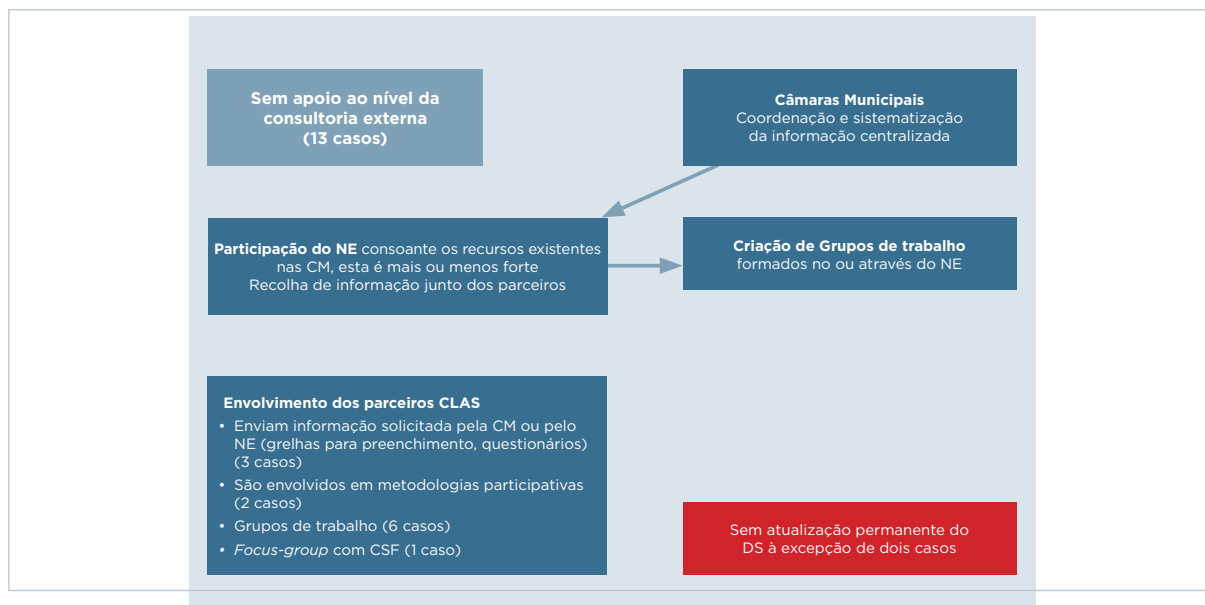 Sem apoio ao nível da
consultoria externa
(13 casos)
Câmaras Municipais
Coordenação e sistematização
da informação centralizada
Participação do NE consoante os recursos existentes
nas CM, esta é mais ou menos forte
Recolha de informação junto dos parceiros
Criação de Grupos de trabalho
formados no ou através do NE
Envolvimento dos parceiros CLAS
• Enviam informação solicitada pela CM ou pelo
NE (grelhas para preenchimento, questionários)
(3 casos)
• São envolvidos em metodologias participativas
(2 casos)
• Grupos de trabalho (6 casos)
• Focus-group com CSF (1 caso)
Sem atualização permanente do
DS à excepção de dois casos